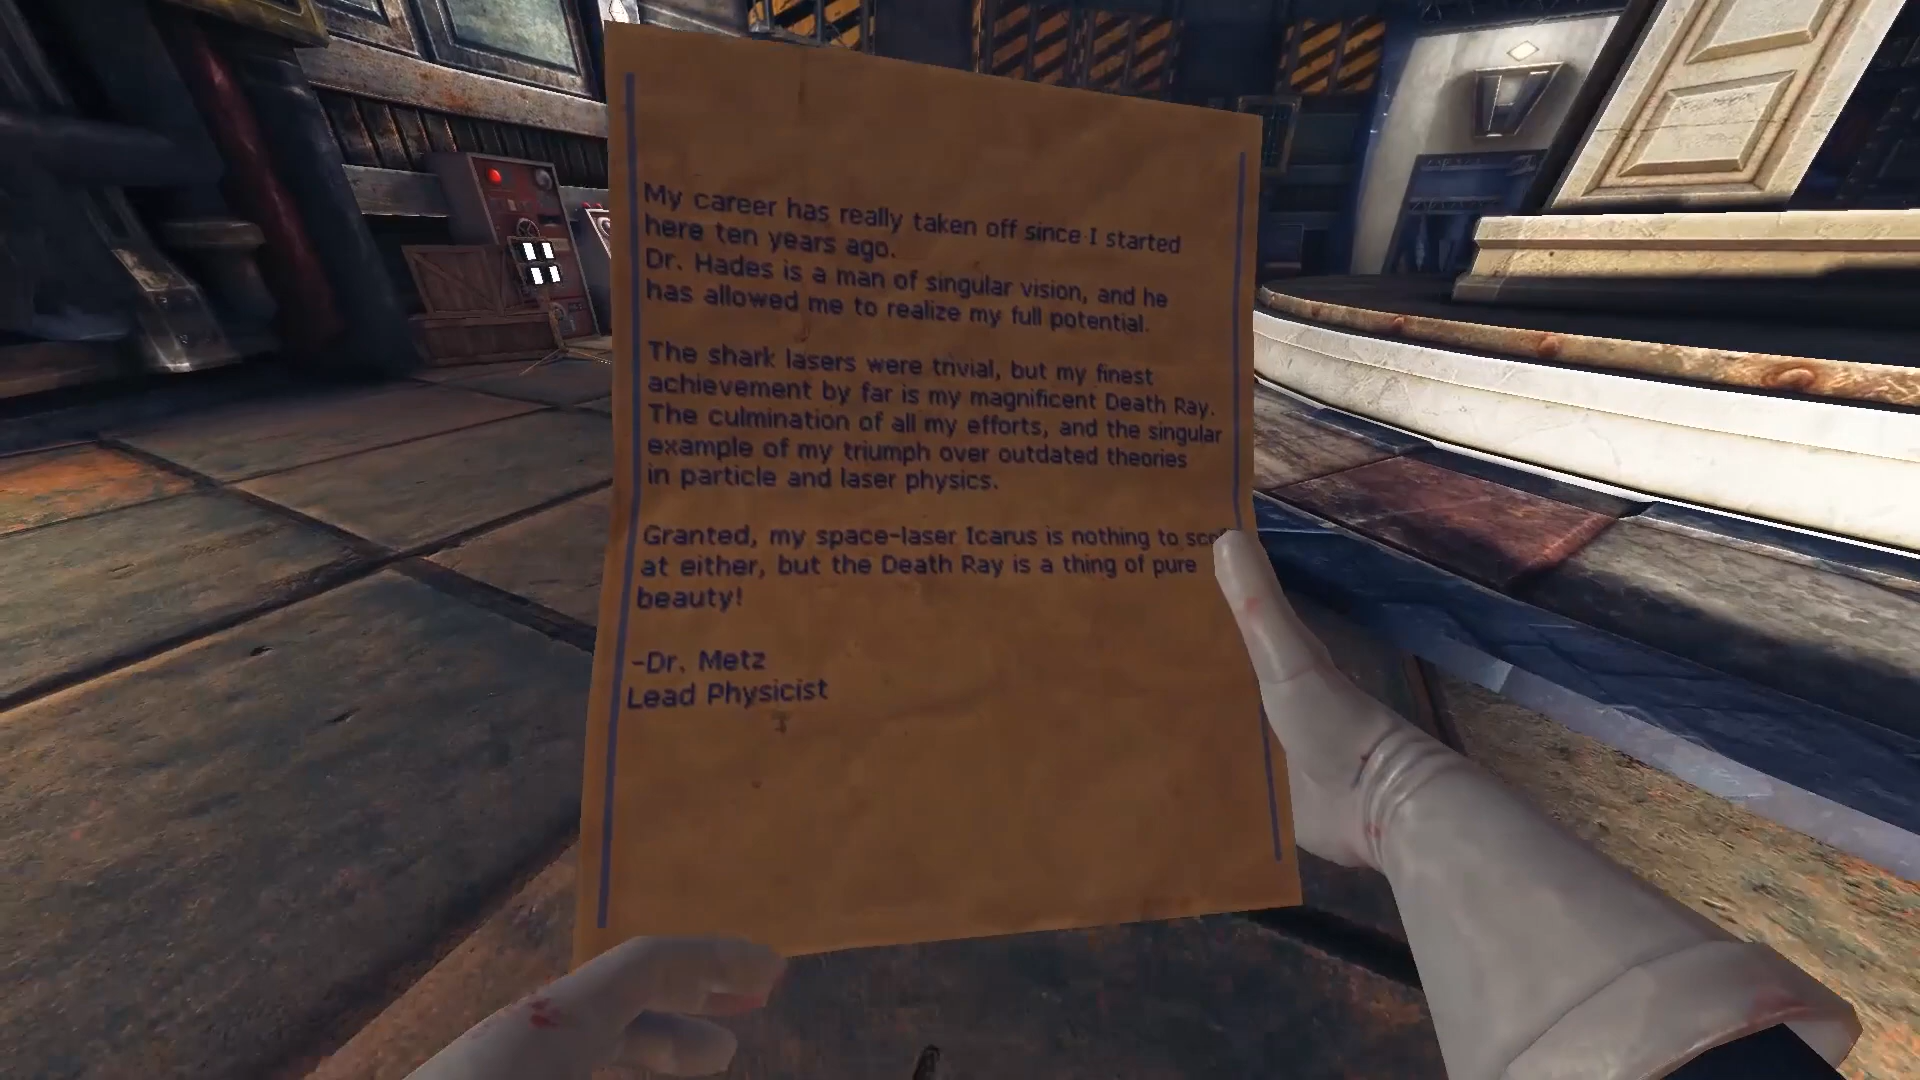 My career has really taken off since I started
here ten years ago.
Dr. Hades is a man of singular vision, and he
has allowed me to realize my full potential.
The shark lasers were trivial, but my finest
achievement by far is my magnificent Death Ray.
The culmination of all my efforts, and the singular
example of my triumph over outdated theories
in particle and laser physics.
Granted, my space-laser Icarus is nothing to
at either, but the Death Ray is a thing of pure
beauty!
-Dr. Metz
Lead Physicist